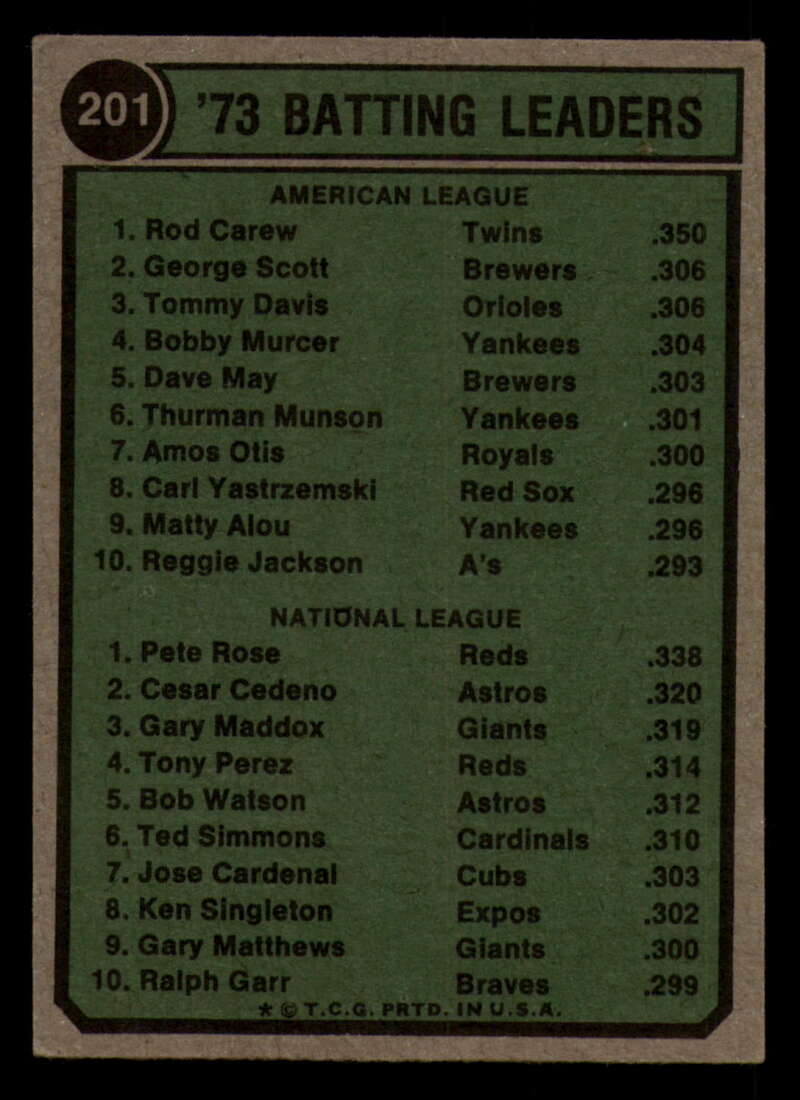 201 '73 BATTING LEADERS
AMERICAN LEAGUE
1. Rod Carew Twins .350
2. George Scott Brewers .306
3. Tommy Davis Orioles .306
4. Bobby Murcer Yankees .304
5. Dave May Brewers .303
6. Thurman Munson Yankees .301
7. Amos Otis Royals .300
8. Carl Yastrzemski Red Sox .296
9. Matty Alou Yankees .296
10. Reggie Jackson A's .293
NATIONAL LEAGUE
1. Pete Rose Reds .338
2. Cesar Cedeno Astros .320
3. Gary Maddox Giants .319
4. Tony Perez Reds .314
5. Bob Watson Astros .312
6. Ted Simmons Cardinals .310
7. Jose Cardenal Cubs .303
8. Ken Singleton Expos .302
9. Gary Matthews Giants .300
10. Ralph Garr Braves .299
* © T.C.G. PRTD. IN U.S.A.